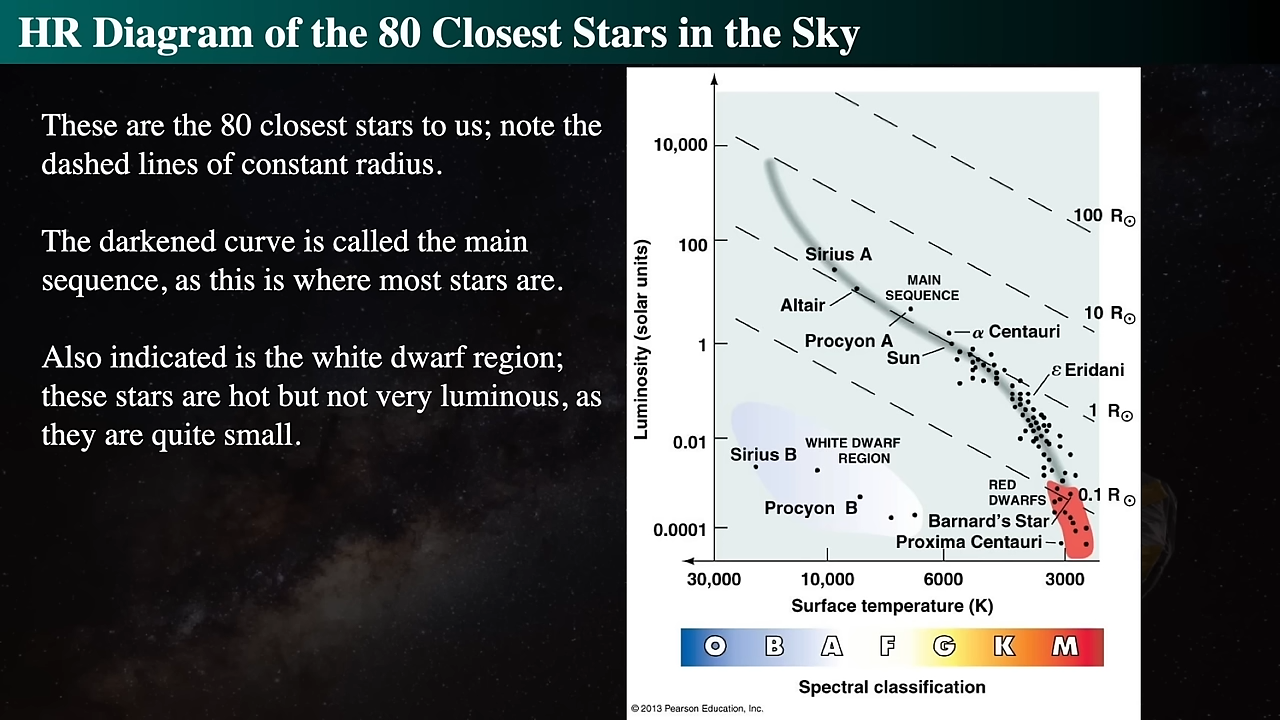 HR Diagram of the 80 Closest Stars in the Sky
These are the 80 closest stars to us; note the
dashed lines of constant radius.
The darkened curve is called the main
sequence, as this is where most stars are.
Also indicated is the white dwarf region;
these stars are hot but not very luminous, as
they are quite small.
Luminosity (solar units)
10,000
100
1
0.01
0.0001
100 R⊙
10 R⊙
1 R⊙
0.1 R⊙
Sirius A
MAIN
SEQUENCE
Altair
Procyon A
α Centauri
Sun
ε Eridani
Sirius B
WHITE DWARF
REGION
Procyon B
RED
DWARFS
Barnard's Star
Proxima Centauri
30,000 10,000 6000 3000
Surface temperature (K)
O B A F G K M
Spectral classification
© 2013 Pearson Education, Inc.